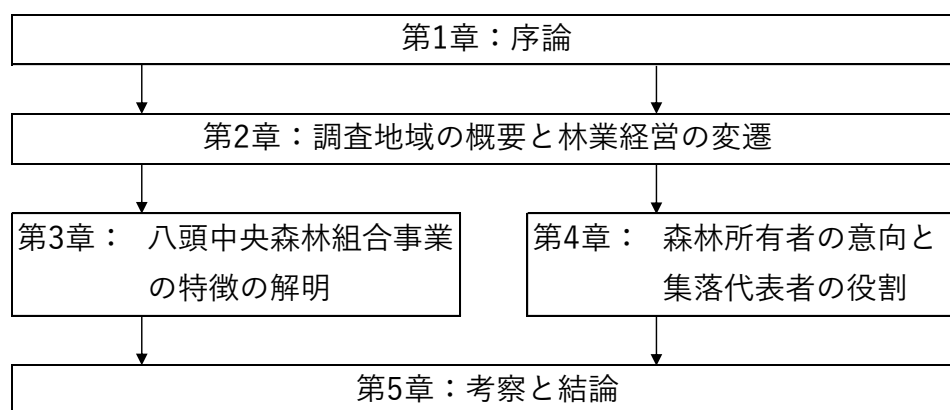 第1章：序論
第2章：調査地域の概要と林業経営の変遷
第3章： 八頭中央森林組合事業
の特徴の解明
第4章： 森林所有者の意向と
集落代表者の役割
第5章：考察と結論